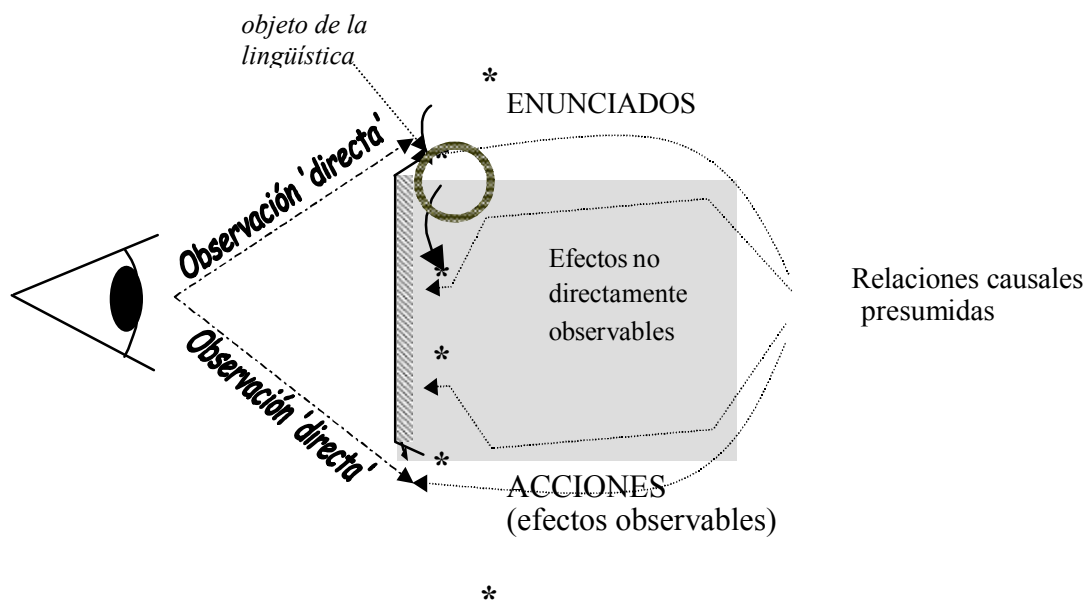 objeto de la
lingüística
*
ENUNCIADOS
Observación 'directa'
*
Efectos no
directamente
observables
*
Relaciones causales
presumidas
*
Observación 'directa'
*
ACCIONES
(efectos observables)
*